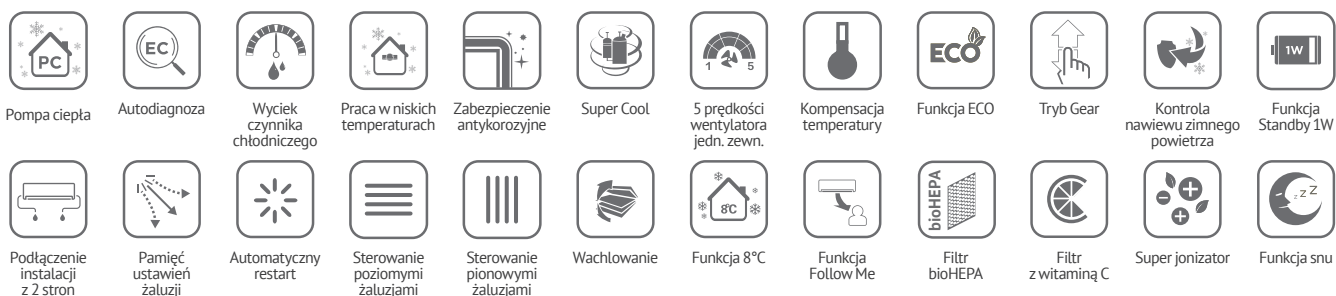 PC
EC
1 5
ECO
1W
Pompa ciepła
Autodiagnoza
Wyciek
czynnika
chłodniczego
Praca w niskich
temperaturach
Zabezpieczenie
antykorozyjne
Super Cool
5 prędkości
wentylatora
jedn. zewn.
Kompensacja
temperatury
Funkcja ECO
Tryb Gear
Kontrola
nawiewu zimnego
powietrza
Funkcja
Standby 1W
8°C
bioHEPA
z z Z
Podłączenie
instalacji
z 2 stron
Pamięć
ustawień
żaluzji
Automatyczny
restart
Sterowanie
poziomymi
żaluzjami
Sterowanie
pionowymi
żaluzjami
Wachlowanie
Funkcja 8°C
Funkcja
Follow Me
Filtr
bioHEPA
Filtr
z witaminą C
Super jonizator
Funkcja snu